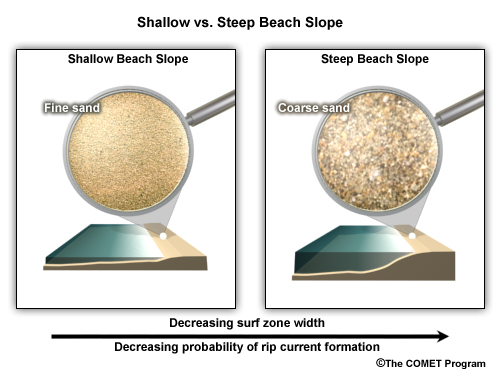 Shallow vs. Steep Beach Slope
Shallow Beach Slope
Fine sand
Steep Beach Slope
Coarse sand
Decreasing surf zone width
Decreasing probability of rip current formation
©The COMET Program